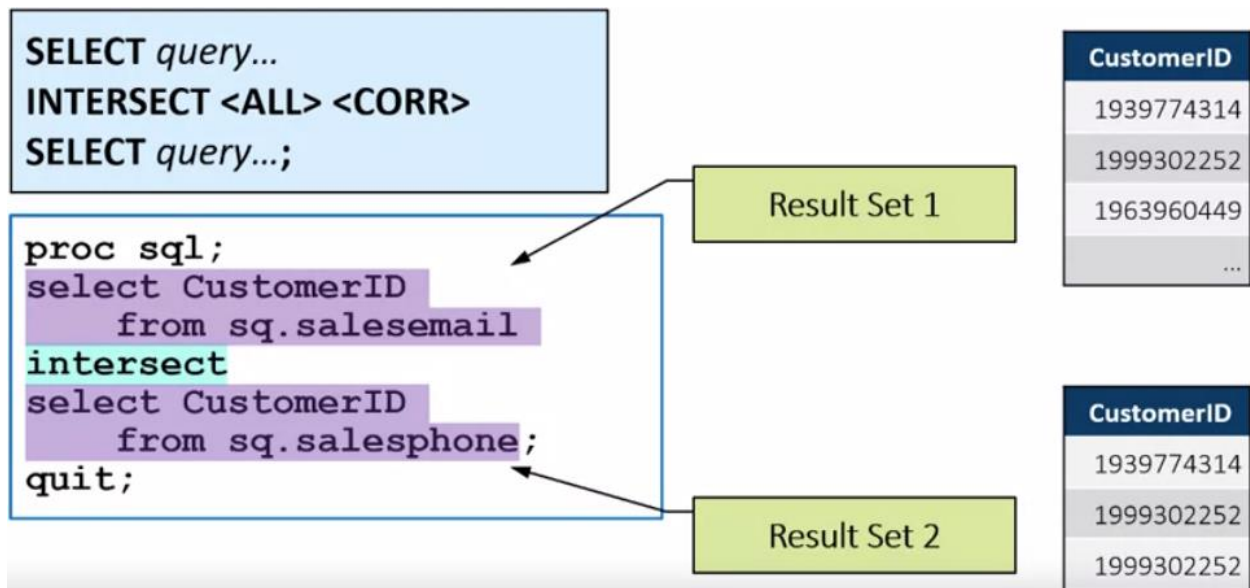 SELECT query...
INTERSECT <ALL> <CORR>
SELECT query...;
proc sql;
select CustomerID
from sq.salesemail
intersect
select CustomerID
from sq.salesphone;
quit;
Result Set 1
Result Set 2
CustomerID
1939774314
1999302252
1963960449
...
CustomerID
1939774314
1999302252
1999302252